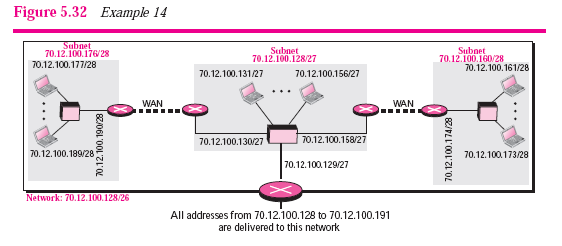 Figure 5.32 Example 14
Subnet
70.12.100.176/28
70.12.100.177/28
70.12.100.189/28
70.12.100.190/28
WAN
Subnet
70.12.100.128/27
70.12.100.131/27
70.12.100.156/27
70.12.100.130/27
70.12.100.158/27
70.12.100.129/27
WAN
Subnet
70.12.100.160/28
70.12.100.161/28
70.12.100.174/28
70.12.100.173/28
Network: 70.12.100.128/26
All addresses from 70.12.100.128 to 70.12.100.191
are delivered to this network